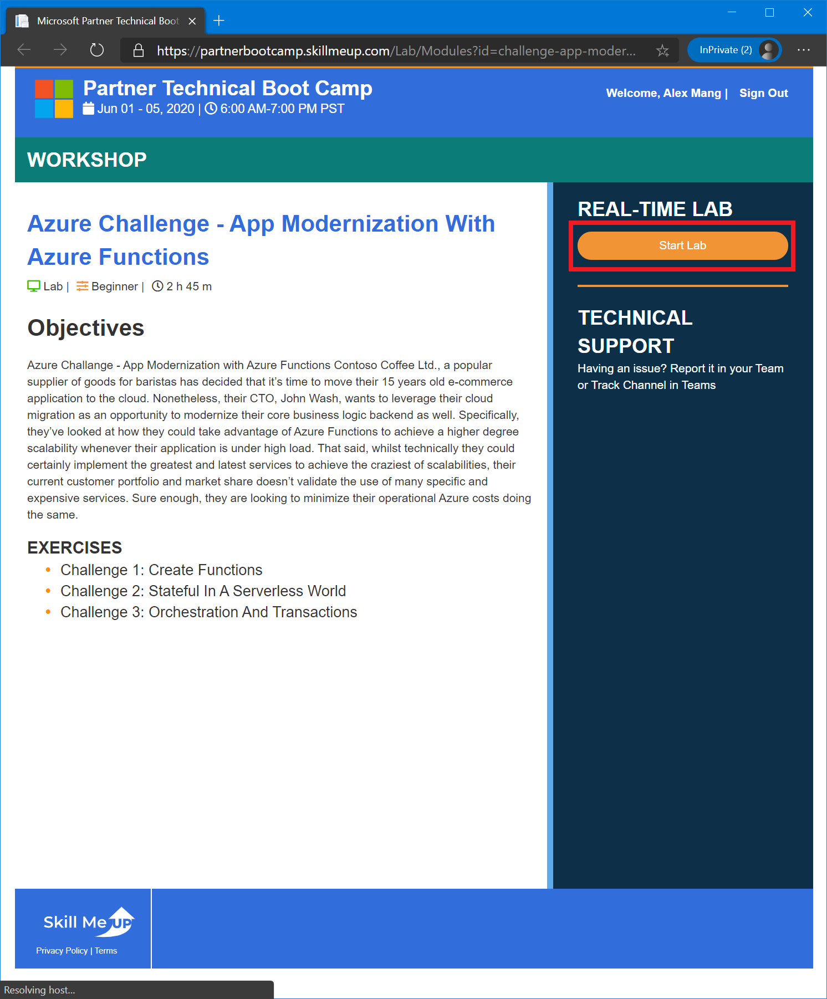 Microsoft Partner Technical Boot
https://partnerbootcamp.skillmeup.com/Lab/Modules?id=challenge-app-moder...
InPrivate (2)
Partner Technical Boot Camp
Jun 01 - 05, 2020 | 6:00 AM-7:00 PM PST
Welcome, Alex Mang | Sign Out
WORKSHOP
Azure Challenge - App Modernization With
Azure Functions
Lab | Beginner | 2 h 45 m
Objectives
Azure Challange - App Modernization with Azure Functions Contoso Coffee Ltd., a popular
supplier of goods for baristas has decided that it’s time to move their 15 years old e-commerce
application to the cloud. Nonetheless, their CTO, John Wash, wants to leverage their cloud
migration as an opportunity to modernize their core business logic backend as well. Specifically,
they’ve looked at how they could take advantage of Azure Functions to achieve a higher degree
scalability whenever their application is under high load. That said, whilst technically they could
certainly implement the greatest and latest services to achieve the craziest of scalabilities, their
current customer portfolio and market share doesn’t validate the use of many specific and
expensive services. Sure enough, they are looking to minimize their operational Azure costs doing
the same.
EXERCISES
• Challenge 1: Create Functions
• Challenge 2: Stateful In A Serverless World
• Challenge 3: Orchestration And Transactions
REAL-TIME LAB
Start Lab
TECHNICAL
SUPPORT
Having an issue? Report it in your Team
or Track Channel in Teams
Skill Me UP
Privacy Policy | Terms
Resolving host...